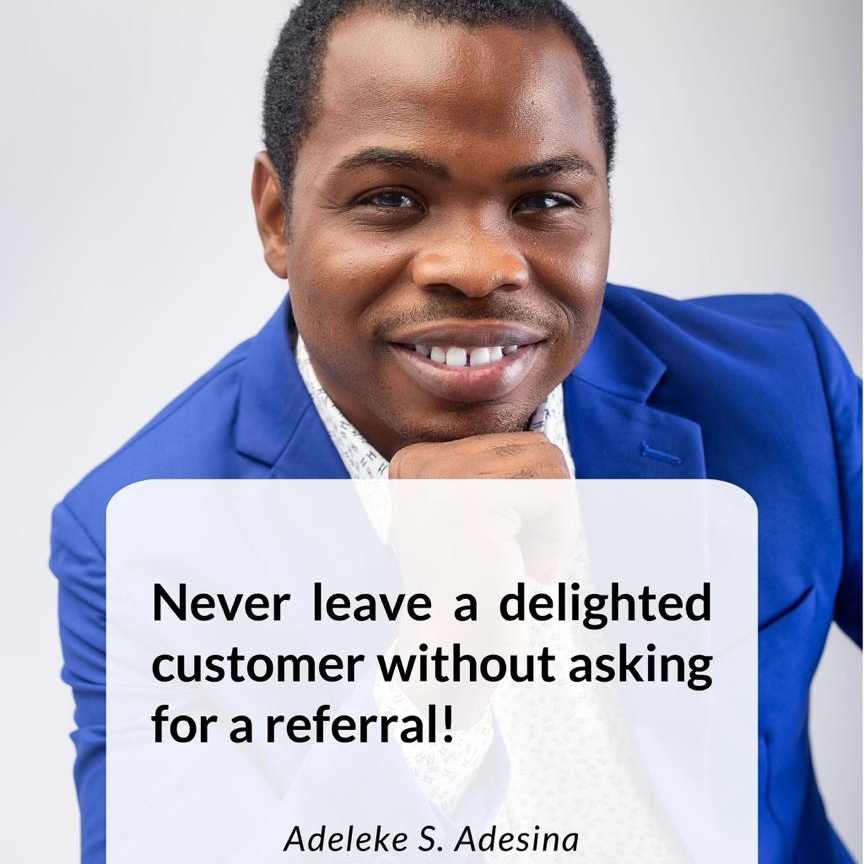 Never leave a delighted
customer without asking
for a referral!
Adeleke S. Adesina